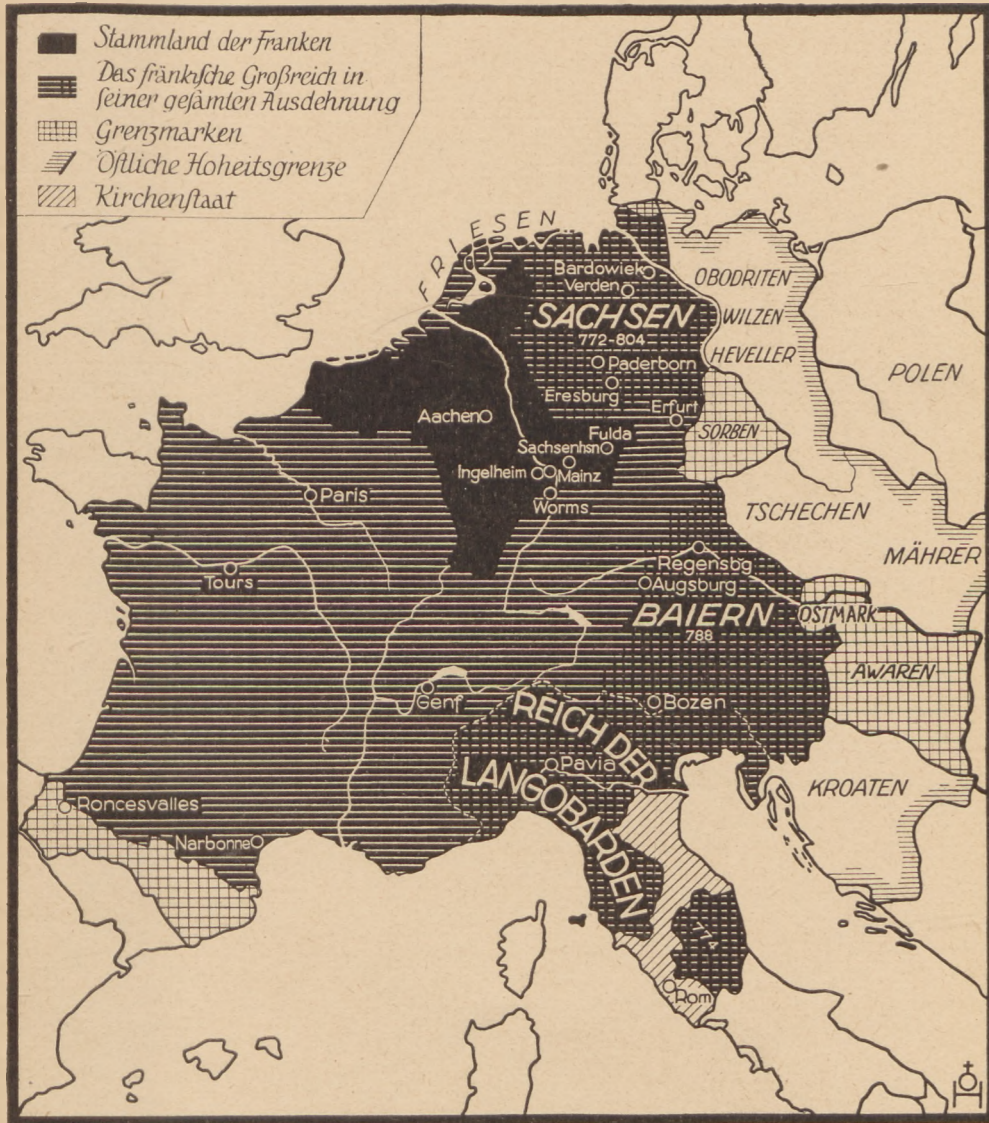 Stammland der Franken
Das fränkische Großreich in
seiner gesamten Ausdehnung
Grenzmarken
Östliche Hoheitsgrenze
Kirchenstaat
FRIESEN
Bardowiek
Verden
OBODRITEN
SACHSEN
772-804
WILZEN
HEVELLER
Paderborn
Eresburg
POLEN
Aachen
Erfurt
SORBEN
Fulda
Sachsenhsn
Ingelheim
Mainz
Worms
Paris
TSCHECHEN
MÄHRER
Tours
Regensbg
Augsburg
BAIERN
788
OSTMARK
AWAREN
Genf
Bozen
REICH DER
LANGOBARDEN
Pavia
KROATEN
Roncesvalles
Narbonne
774
Rom